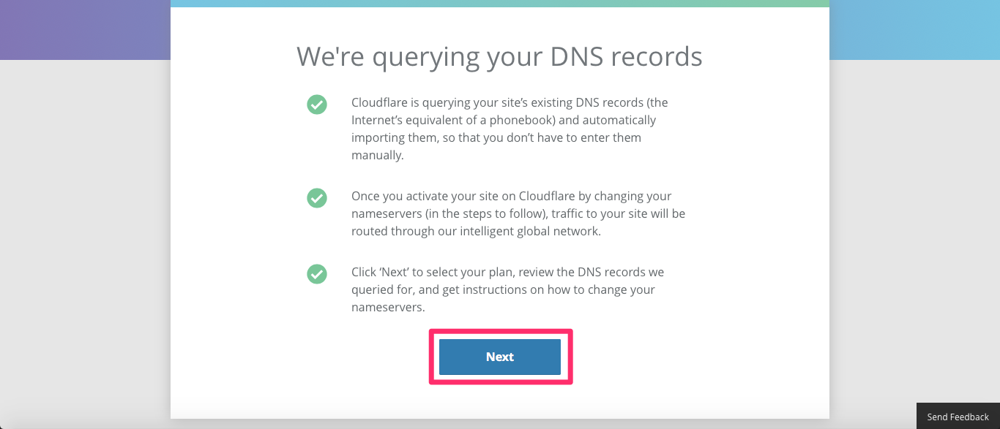 We're querying your DNS records
Cloudflare is querying your site’s existing DNS records (the
Internet’s equivalent of a phonebook) and automatically
importing them, so that you don’t have to enter them
manually.
Once you activate your site on Cloudflare by changing your
nameservers (in the steps to follow), traffic to your site will be
routed through our intelligent global network.
Click ‘Next’ to select your plan, review the DNS records we
queried for, and get instructions on how to change your
nameservers.
Next
Send Feedback